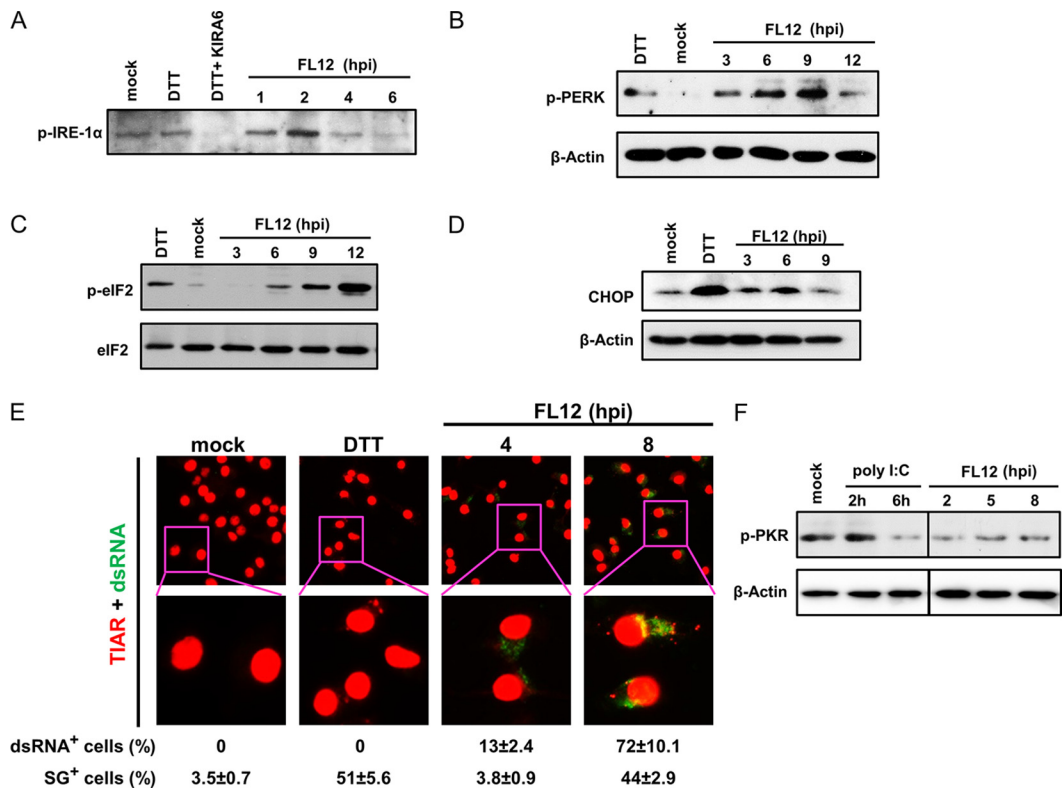 A
mock
DTT
DTT+ KIRA6
FL12 (hpi)
1 2 4 6
p-IRE-1α
B
DTT
mock
FL12 (hpi)
3 6 9 12
p-PERK
β-Actin
C
DTT
mock
FL12 (hpi)
3 6 9 12
p-eIF2
eIF2
D
mock
DTT
FL12 (hpi)
3 6 9
CHOP
β-Actin
E
FL12 (hpi)
mock DTT 4 8
TIAR + dsRNA
dsRNA+ cells (%) 0 0 13±2.4 72±10.1
SG+ cells (%) 3.5±0.7 51±5.6 3.8±0.9 44±2.9
F
mock
poly I:C FL12 (hpi)
2h 6h 2 5 8
p-PKR
β-Actin